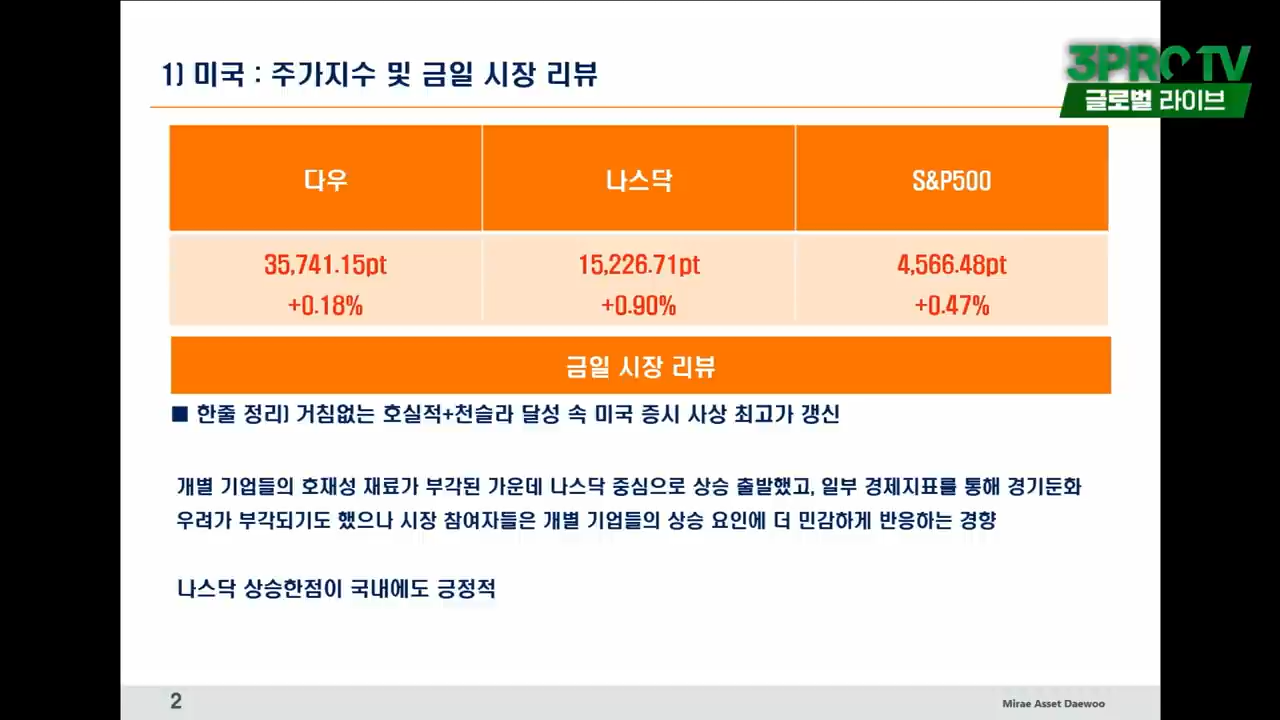 1) 미국 : 주가지수 및 금일 시장 리뷰
3PRO TV
글로벌 라이브
다우 나스닥 S&P500
35,741.15pt 15,226.71pt 4,566.48pt
+0.18% +0.90% +0.47%
금일 시장 리뷰
■ 한줄 정리) 거침없는 호실적+천슬라 달성 속 미국 증시 사상 최고가 갱신
개별 기업들의 호재성 재료가 부각된 가운데 나스닥 중심으로 상승 출발했고, 일부 경제지표를 통해 경기둔화
우려가 부각되기도 했으나 시장 참여자들은 개별 기업들의 상승 요인에 더 민감하게 반응하는 경향
나스닥 상승한점이 국내에도 긍정적
2
Mirae Asset Daewoo